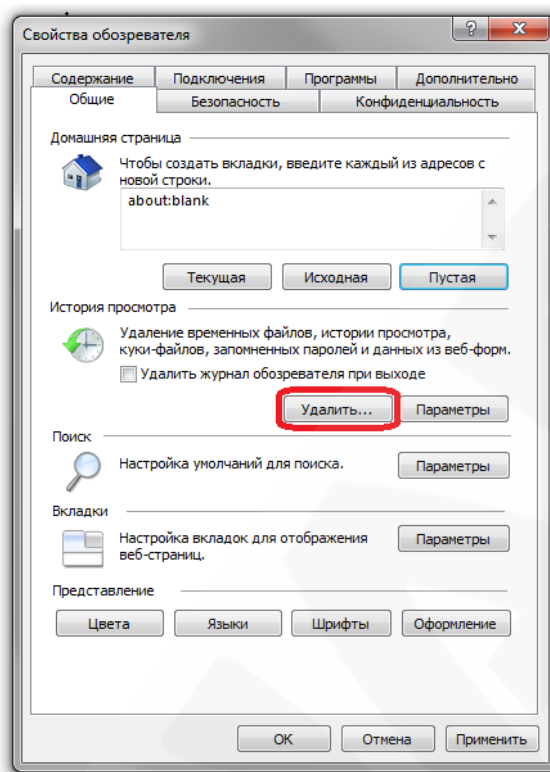 Свойства обозревателя
?
Содержание Подключения Программы Дополнительно
Общие Безопасность Конфиденциальность
Домашняя страница
Чтобы создать вкладки, введите каждый из адресов с
новой строки.
about:blank
Текущая Исходная Пустая
История просмотра
Удаление временных файлов, истории просмотра,
куки-файлов, запомненных паролей и данных из веб-форм.
Удалить журнал обозревателя при выходе
Удалить... Параметры
Поиск
Настройка умолчаний для поиска.
Параметры
Вкладки
Настройка вкладок для отображения
веб-страниц.
Параметры
Представление
Цвета Языки Шрифты Оформление
ОК Отмена Применить